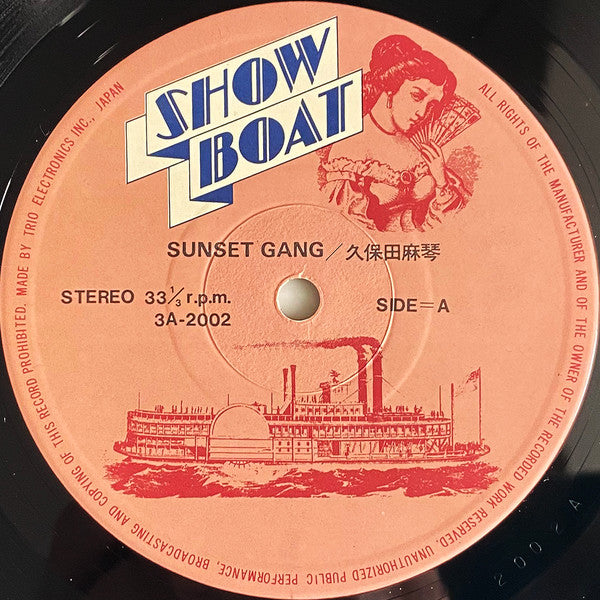 SHOW
BOAT
SUNSET GANG／久保田麻琴
STEREO 33⅓ r.p.m.
3A-2002
SIDE=A
ALL RIGHTS OF THE MANUFACTURER AND OF THE OWNER OF THE RECORDED WORK RESERVED. UNAUTHORIZED PUBLIC PERFORMANCE, BROADCASTING AND COPYING OF THIS RECORD PROHIBITED. MADE BY TRIO ELECTRONICS INC., JAPAN
2002A